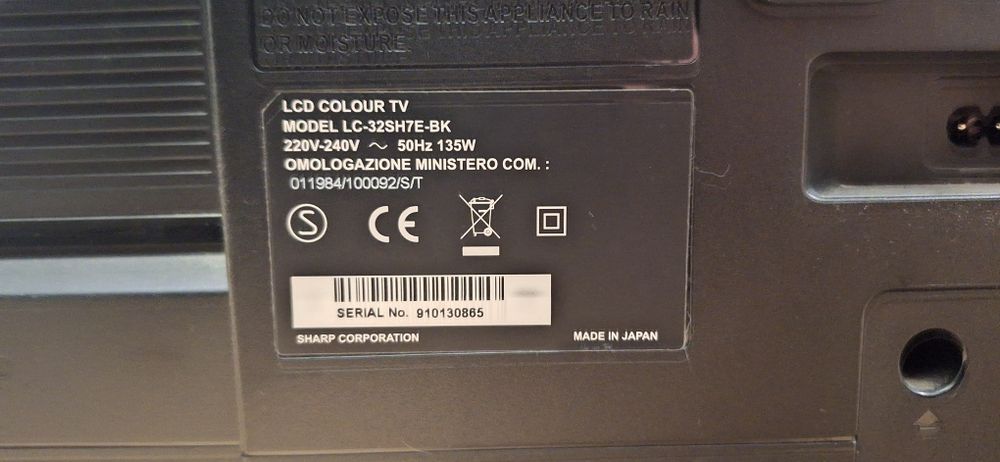 DO NOT EXPOSE THIS APPLIANCE TO RAIN
OR MOISTURE
LCD COLOUR TV
MODEL LC-32SH7E-BK
220V-240V ～ 50Hz 135W
OMOLOGAZIONE MINISTERO COM. :
011984/100092/S/T
S CE
SERIAL No. 910130865
SHARP CORPORATION MADE IN JAPAN